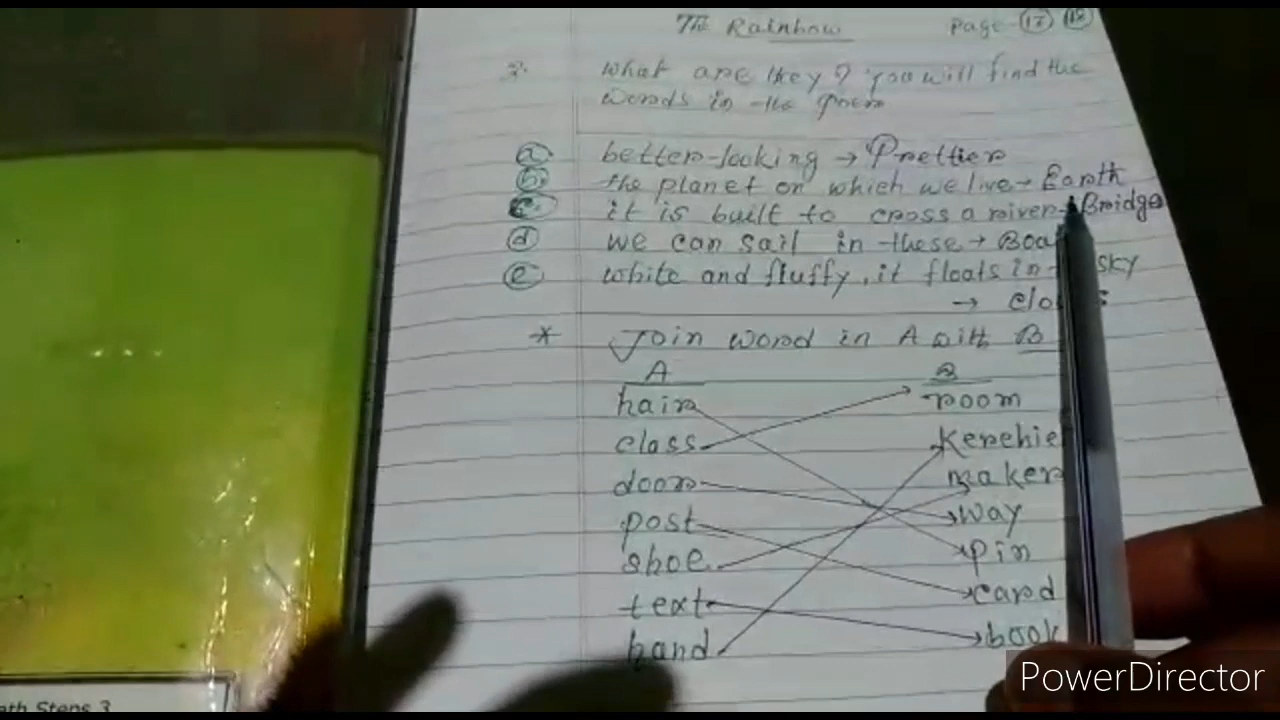 The Rainbow Page-17 18
2. What are they? You will find the
words in the poem
a. better-looking → Prettier
b. the planet on which we live → Earth
c. it is built to cross a river → Bridge
d we can sail in these →
e white and fluffy, it floats in sky
→
* Join word in A with B
A B
hair room
class Kerchie
door maker
post way
shoe pin
text card
hand book
Steps 3
PowerDirector